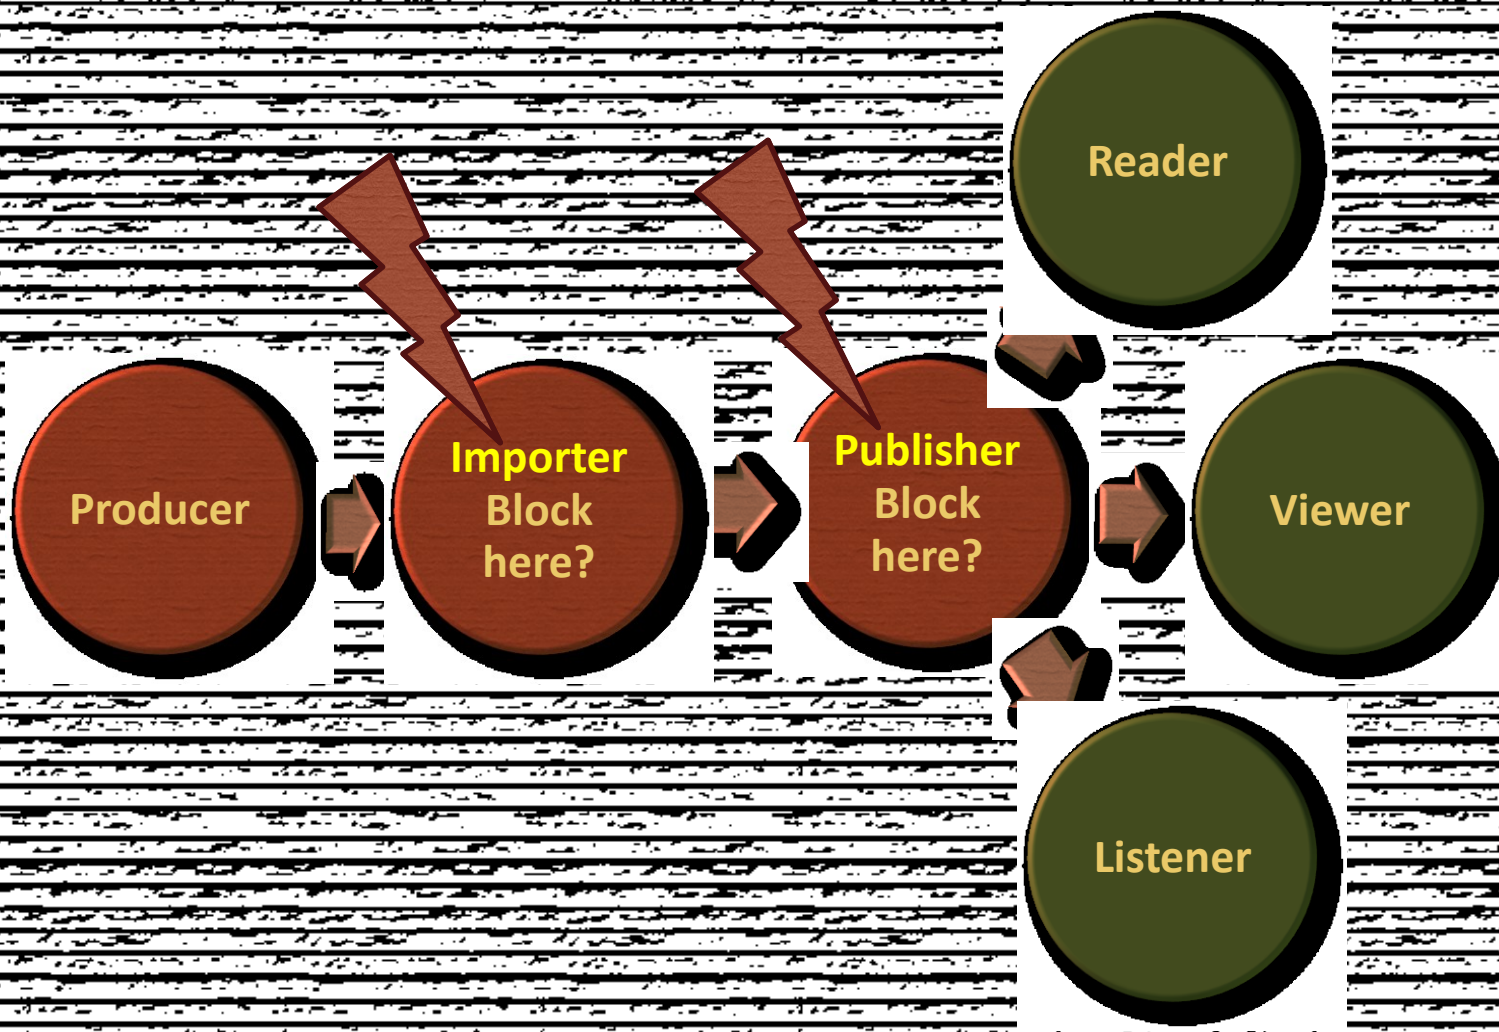 Producer
Importer
Block
here?
Publisher
Block
here?
Reader
Viewer
Listener